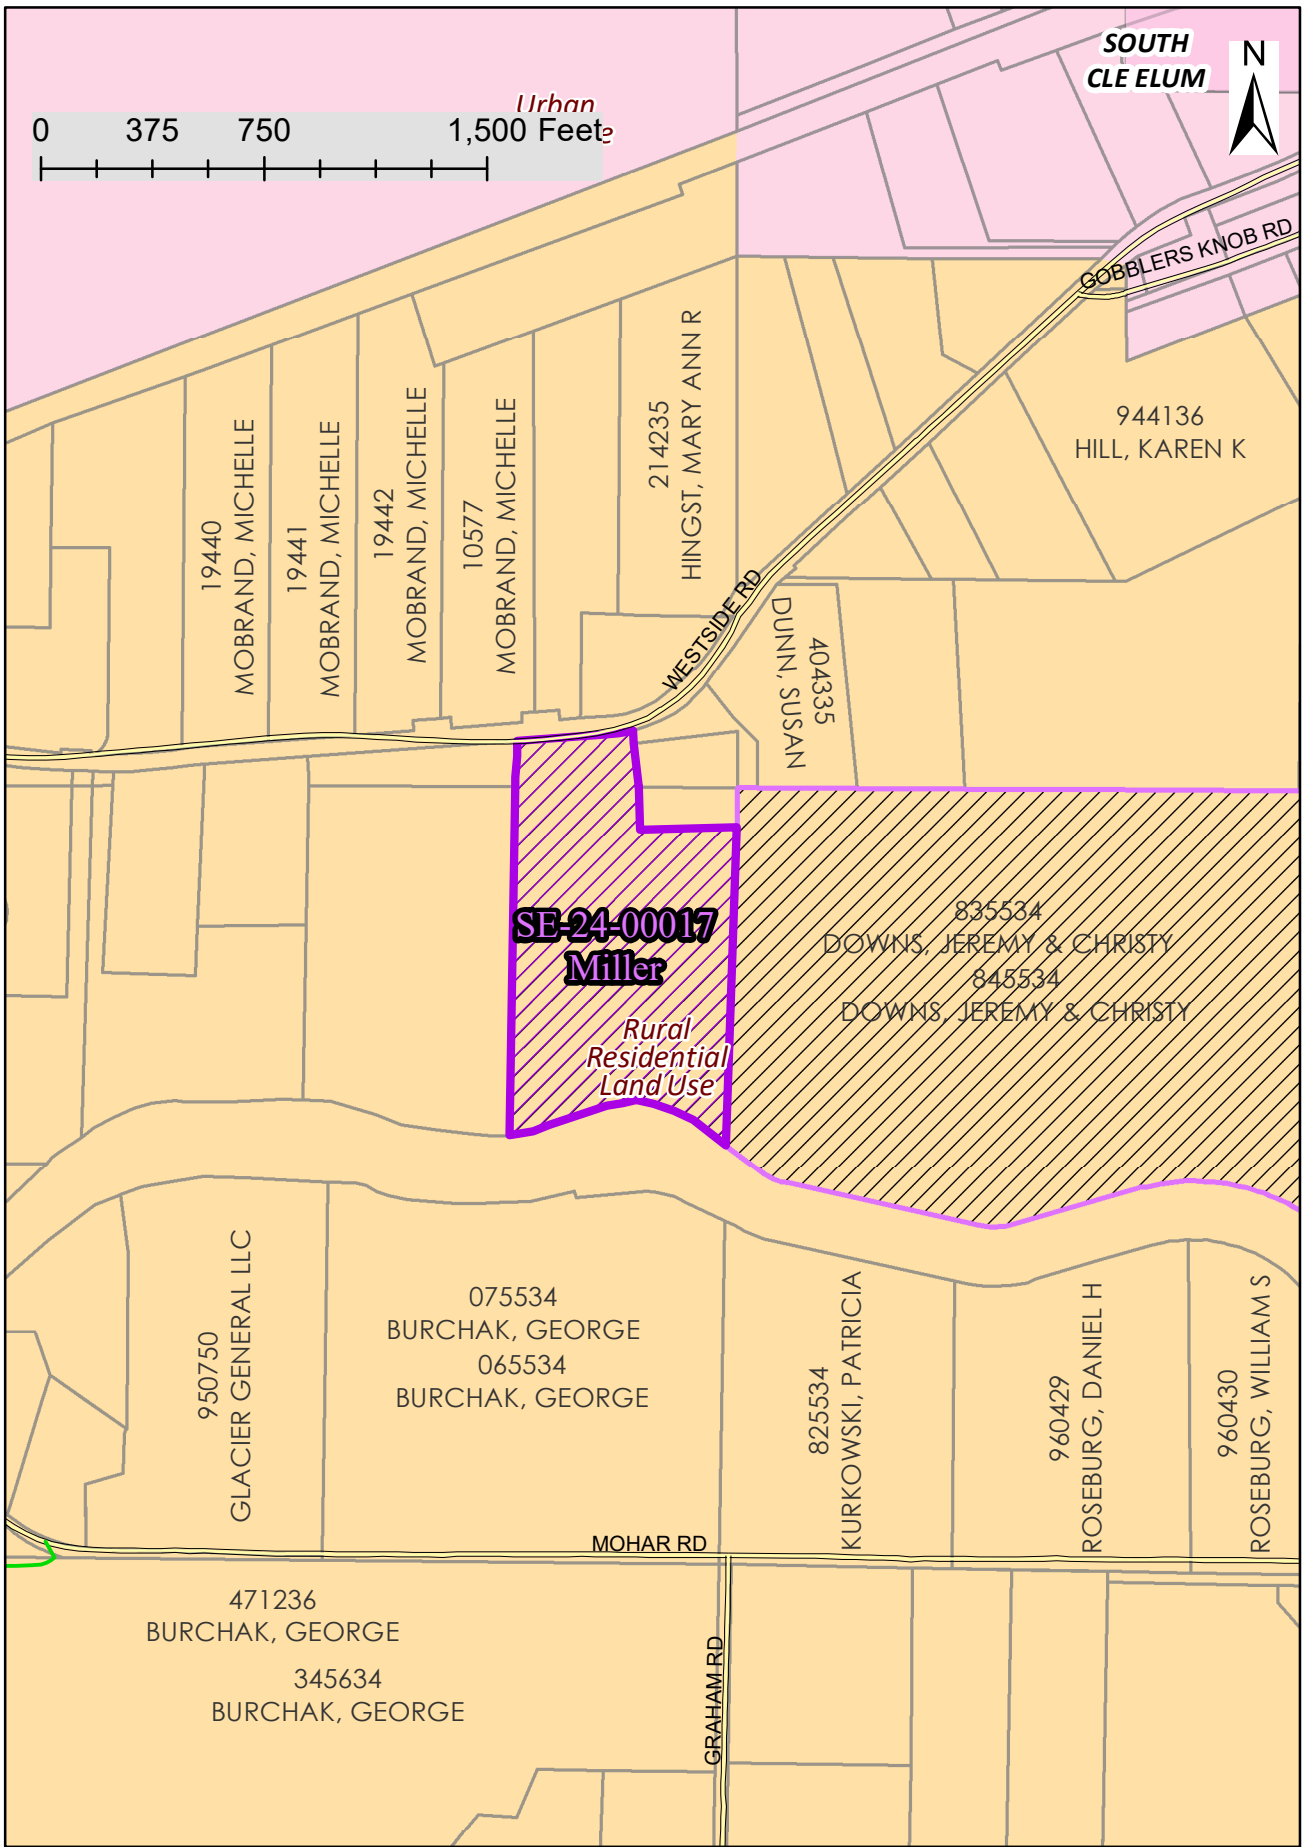 SOUTH
CLE ELUM
N
Urban
e
0 375 750 1,500 Feet
GOBBLERS KNOB RD
944136
HILL, KAREN K
19440
MOBRAND, MICHELLE
19441
MOBRAND, MICHELLE
19442
MOBRAND, MICHELLE
10577
MOBRAND, MICHELLE
214235
HINGST, MARY ANN R
WESTSIDE RD
404335
DUNN, SUSAN
SE-24-00017
Miller
835534
DOWNS, JEREMY & CHRISTY
845534
DOWNS, JEREMY & CHRISTY
Rural
Residential
Land Use
950750
GLACIER GENERAL LLC
075534
BURCHAK, GEORGE
065534
BURCHAK, GEORGE
825534
KURKOWSKI, PATRICIA
960429
ROSEBURG, DANIEL H
960430
ROSEBURG, WILLIAM S
MOHAR RD
471236
BURCHAK, GEORGE
345634
BURCHAK, GEORGE
GRAHAM RD